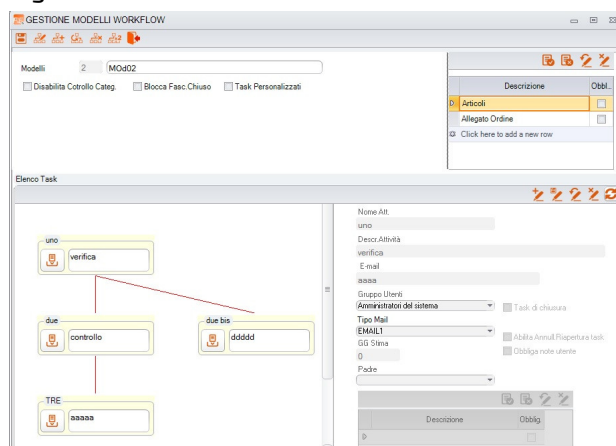 GESTIONE MODELLI WORKFLOW
Modelli 2 MOd02
Disabilita Cotrollo Categ. Blocca Fasc.Chiuso Task Personalizzati
Descrizione Obbl..
Articoli
Allegato Ordine
Click here to add a new row
Elenco Task
uno
verifica
due
controllo
due bis
ddddd
TRE
aaaaa
Nome Att.
uno
Descr.Attività
verifica
E-mail
aaaa
Gruppo Utenti
Amministratori del sistema Task di chiusura
Tipo Mail
EMAIL1 Abilita Annull.Riapertura task
GG Stima Obbliga note utente
0
Padre
Descrizione Obblig.